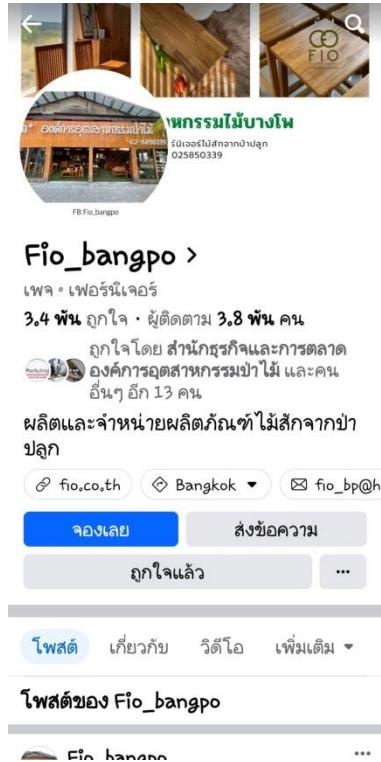 FIO
องค์การอุตสาหกรรมป่าไม้
02-5850339
หกรรมไม้บางโพ
ร์นิเจอร์ไม้สักจากป่าปลูก
025850339
FB:Fio,bangpo
Fio_bangpo >
เพจ • เฟอร์นิเจอร์
3.4 พัน ถูกใจ • ผู้ติดตาม 3.8 พัน คน
ถูกใจโดย สำนักธุรกิจและการตลาด
องค์การอุตสาหกรรมป่าไม้ และคน
อื่นๆ อีก 13 คน
ผลิตและจำหน่ายผลิตภัณฑ์ไม้สักจากป่า
ปลูก
fio.co.th
Bangkok
fio_bp@h
จองเลย
ส่งข้อความ
ถูกใจแล้ว
...
โพสต์
เกี่ยวกับ
วิดีโอ
เพิ่มเติม
โพสต์ของ Fio_bangpo
Fio_bangpo
...